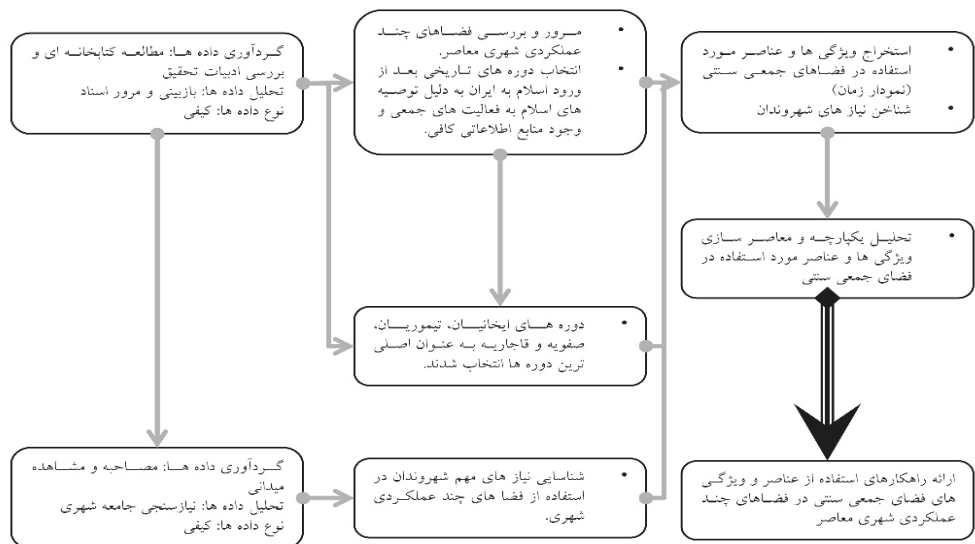 گردآوری داده ها: مطالعه کتابخانه ای و
بررسی ادبیات تحقیق
تحلیل داده ها: بازبینی و مرور اسناد
نوع داده ها: کیفی
• مرور و بررسی فضاهای چند
عملکردی شهری معاصر.
• انتخاب دوره های تاریخی بعد از
ورود اسلام به ایران به دلیل توصیه
های اسلام به فعالیت های جمعی و
وجود منابع اطلاعاتی کافی.
• استخراج ویژگی ها و عناصر مورد
استفاده در فضاهای جمعی سنتی
(نمودار زمان)
• شناختن نیاز های شهروندان
• تحلیل یکپارچه و معاصر سازی
ویژگی ها و عناصر مورد استفاده در
فضای جمعی سنتی
• دوره های ایخانیان، تیموریان،
صفویه و قاجاریه به عنوان اصلی
ترین دوره ها انتخاب شدند.
گردآوری داده ها: مصاحبه و مشاهده
میدانی
تحلیل داده ها: نیازسنجی جامعه شهری
نوع داده ها: کیفی
• شناسایی نیاز های مهم شهروندان در
استفاده از فضا های چند عملکردی
شهری.
ارائه راهکارهای استفاده از عناصر و ویژگی
های فضای جمعی سنتی در فضاهای چند
عملکردی شهری معاصر